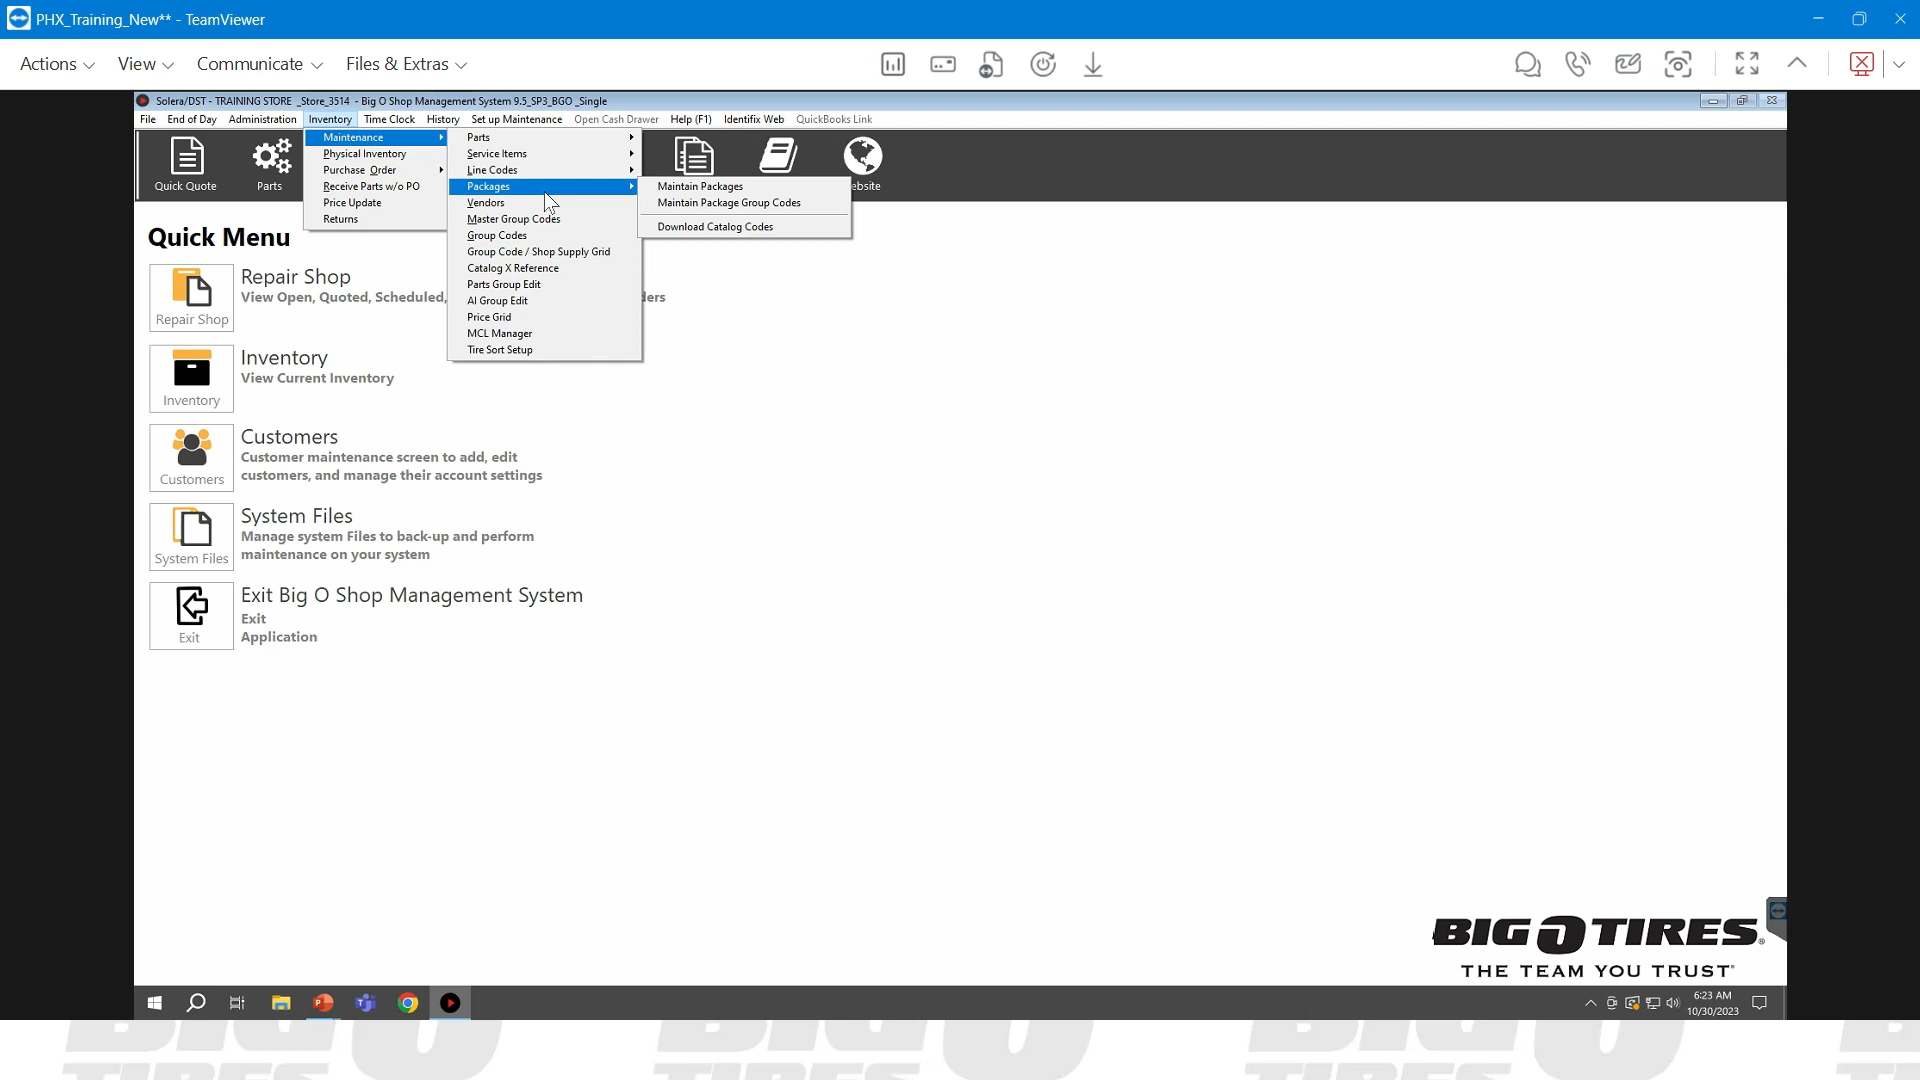 PHX_Training_New** - TeamViewer
Actions View Communicate Files & Extras
Solera/DST - TRAINING STORE _Store_3514 - Big O Shop Management System 9.5_SP3_BGO _Single
File End of Day Administration Inventory Time Clock History Set up Maintenance Open Cash Drawer Help (F1) Identifix Web QuickBooks Link
Quick Quote
Parts
Maintenance
Physical Inventory
Purchase Order
Receive Parts w/o PO
Price Update
Returns
Parts
Service Items
Line Codes
Packages
Vendors
Master Group Codes
Group Codes
Group Code / Shop Supply Grid
Catalog X Reference
Parts Group Edit
AI Group Edit
Price Grid
MCL Manager
Tire Sort Setup
Maintain Packages
Maintain Package Group Codes
Download Catalog Codes
Quick Menu
Repair Shop
Repair Shop
View Open, Quoted, Scheduled,
Inventory
Inventory
View Current Inventory
Customers
Customers
Customer maintenance screen to add, edit
customers, and manage their account settings
System Files
System Files
Manage system Files to back-up and perform
maintenance on your system
Exit
Exit Big O Shop Management System
Exit
Application
BIG O TIRES®
THE TEAM YOU TRUST
6:23 AM
10/30/2023